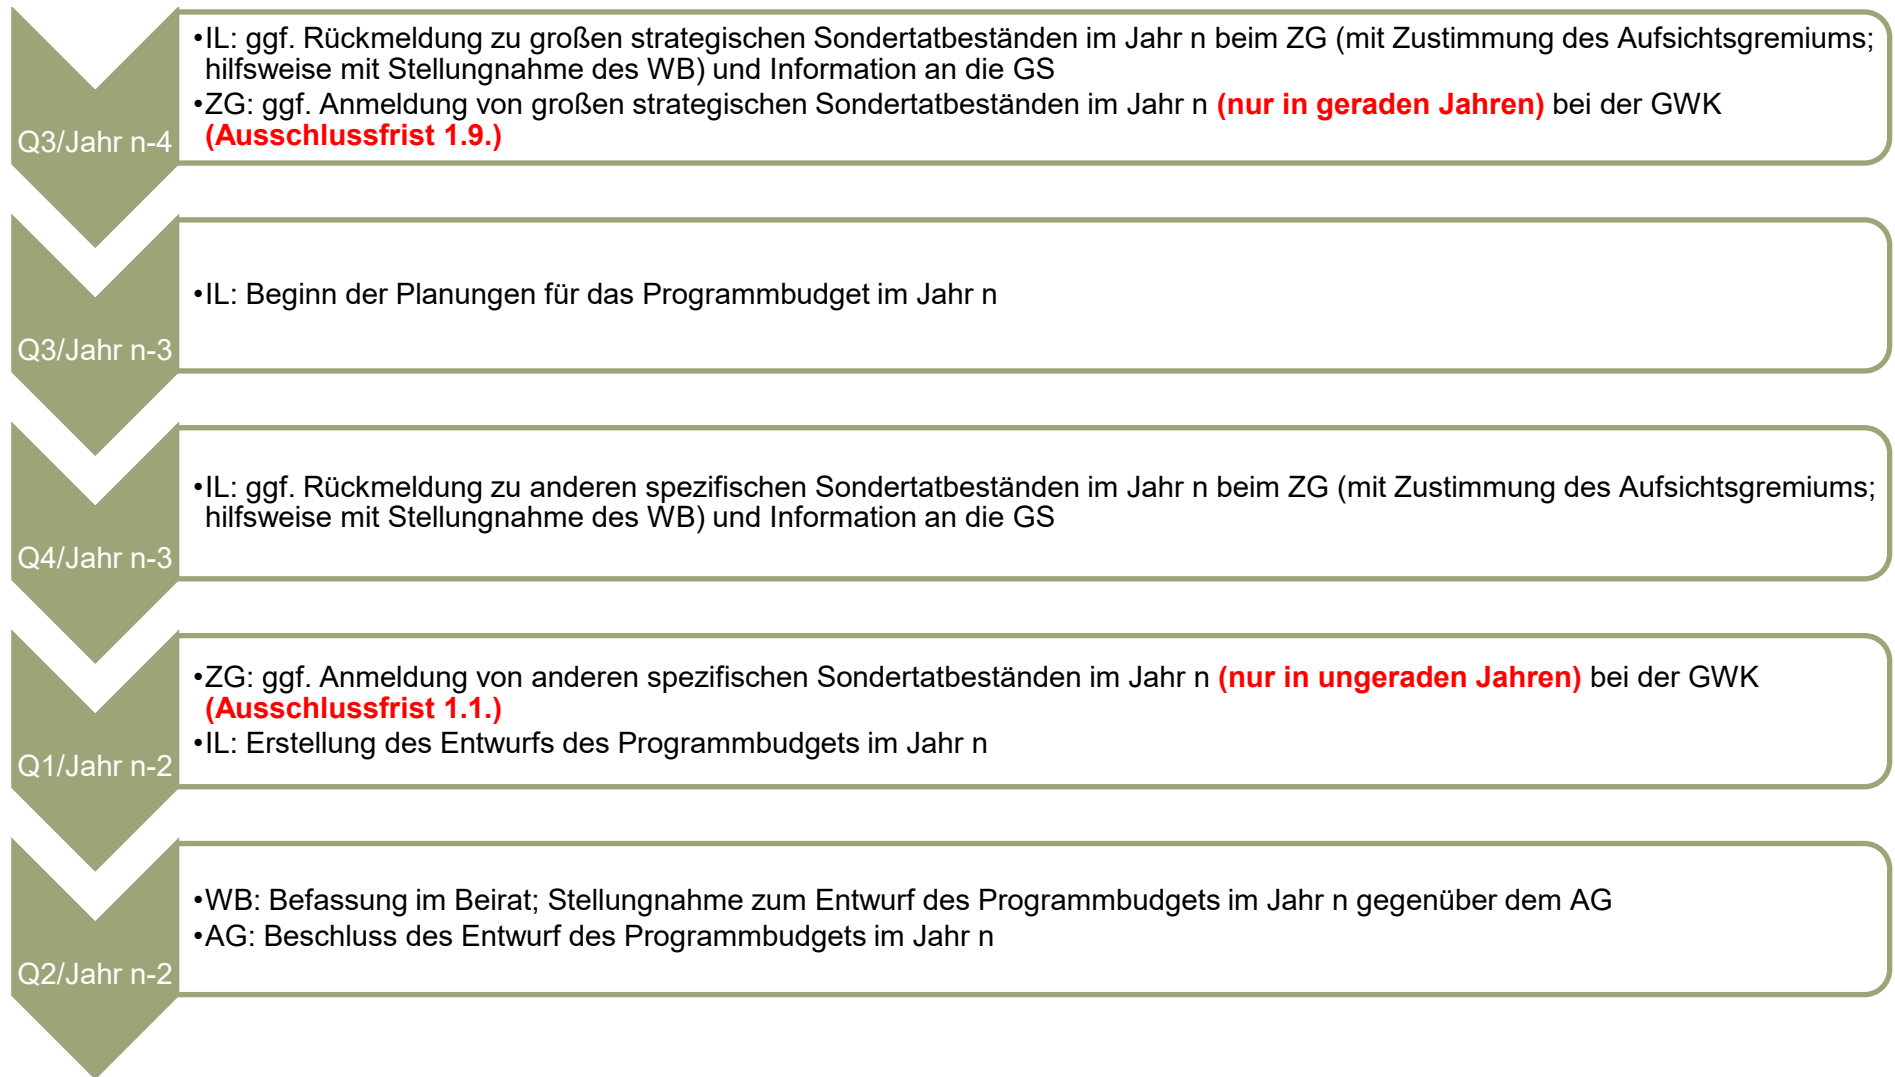 •IL: ggf. Rückmeldung zu großen strategischen Sondertatbeständen im Jahr n beim ZG (mit Zustimmung des Aufsichtsgremiums;
hilfsweise mit Stellungnahme des WB) und Information an die GS
•ZG: ggf. Anmeldung von großen strategischen Sondertatbeständen im Jahr n (nur in geraden Jahren) bei der GWK
(Ausschlussfrist 1.9.)
Q3/Jahr n-4
•IL: Beginn der Planungen für das Programmbudget im Jahr n
Q3/Jahr n-3
•IL: ggf. Rückmeldung zu anderen spezifischen Sondertatbeständen im Jahr n beim ZG (mit Zustimmung des Aufsichtsgremiums;
hilfsweise mit Stellungnahme des WB) und Information an die GS
Q4/Jahr n-3
•ZG: ggf. Anmeldung von anderen spezifischen Sondertatbeständen im Jahr n (nur in ungeraden Jahren) bei der GWK
(Ausschlussfrist 1.1.)
•IL: Erstellung des Entwurfs des Programmbudgets im Jahr n
Q1/Jahr n-2
•WB: Befassung im Beirat; Stellungnahme zum Entwurf des Programmbudgets im Jahr n gegenüber dem AG
•AG: Beschluss des Entwurf des Programmbudgets im Jahr n
Q2/Jahr n-2